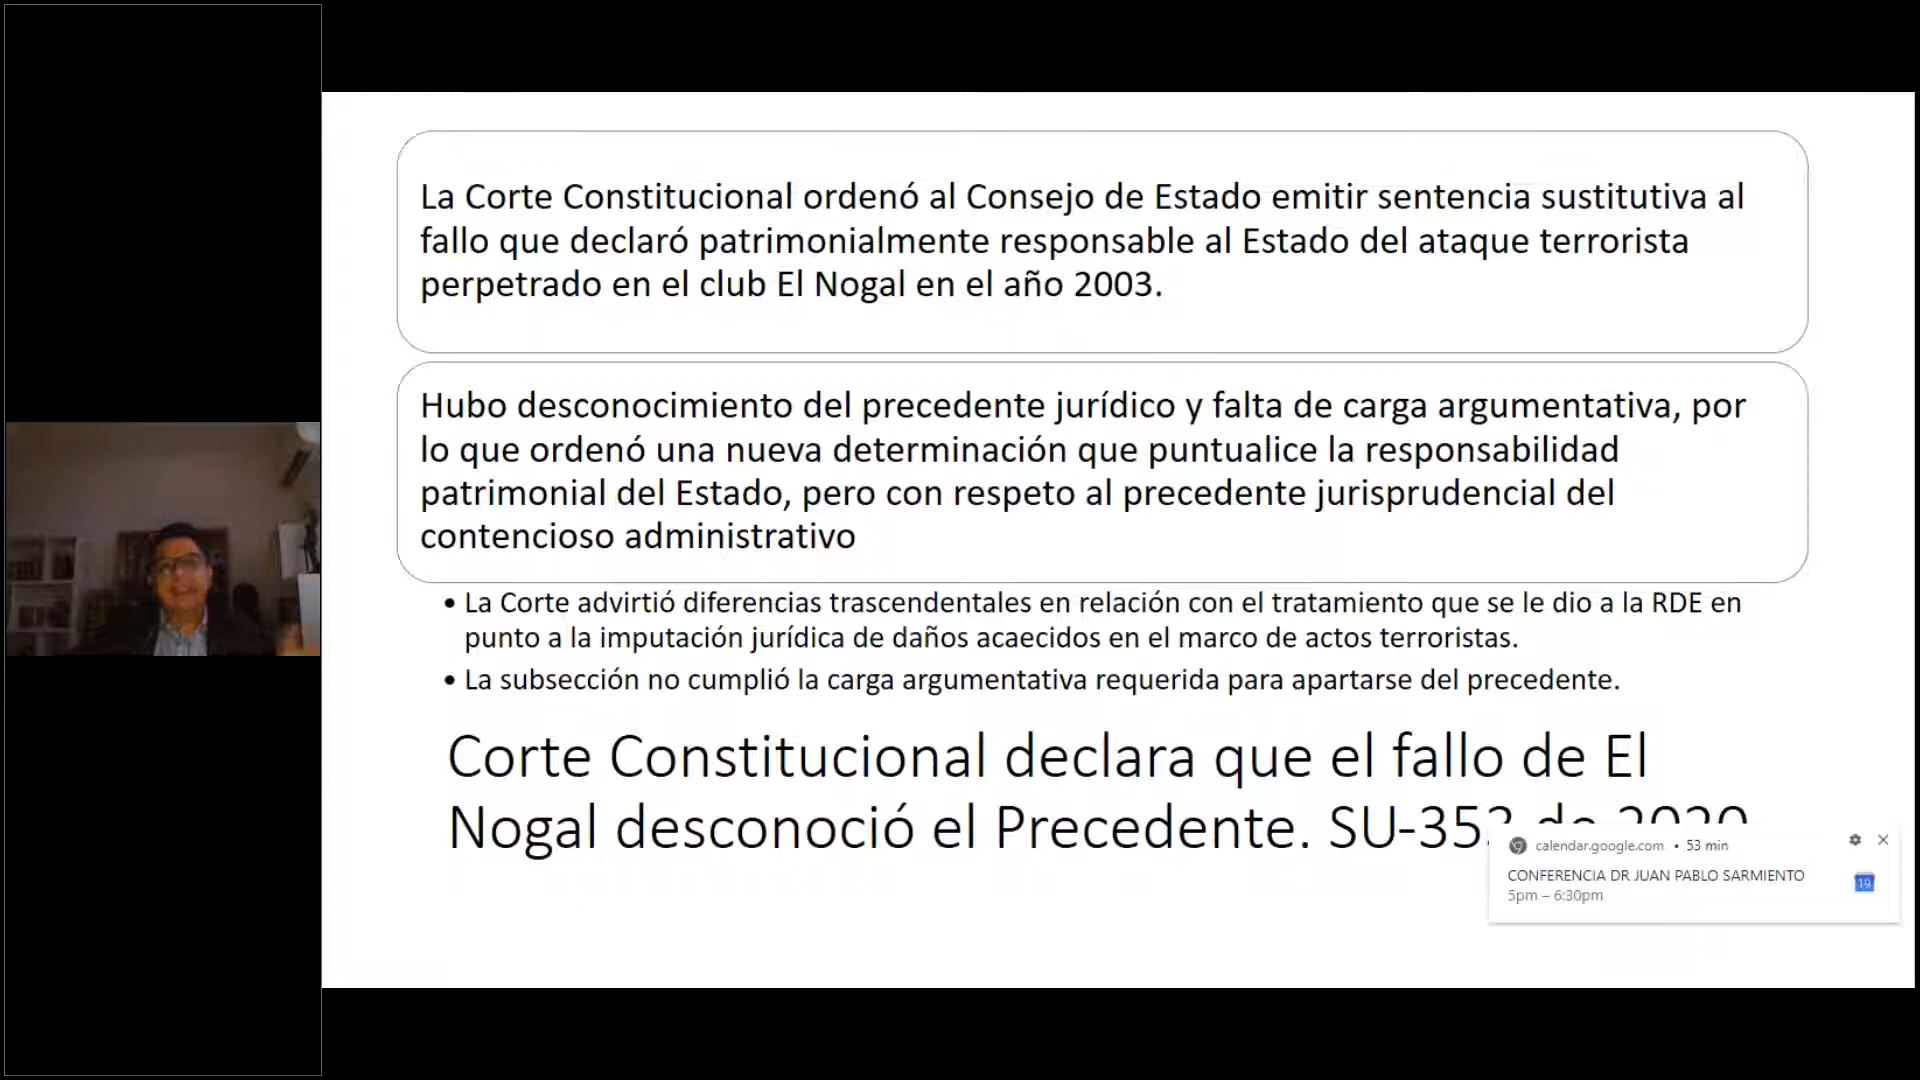 La Corte Constitucional ordenó al Consejo de Estado emitir sentencia sustitutiva al
fallo que declaró patrimonialmente responsable al Estado del ataque terrorista
perpetrado en el club El Nogal en el año 2003.
Hubo desconocimiento del precedente jurídico y falta de carga argumentativa, por
lo que ordenó una nueva determinación que puntualice la responsabilidad
patrimonial del Estado, pero con respeto al precedente jurisprudencial del
contencioso administrativo
• La Corte advirtió diferencias trascendentales en relación con el tratamiento que se le dio a la RDE en
punto a la imputación jurídica de daños acaecidos en el marco de actos terroristas.
• La subsección no cumplió la carga argumentativa requerida para apartarse del precedente.
Corte Constitucional declara que el fallo de El
Nogal desconoció el Precedente. de 2020
calendar.google.com • 53 min
CONFERENCIA DR JUAN PABLO SARMIENTO
5pm – 6:30pm
19